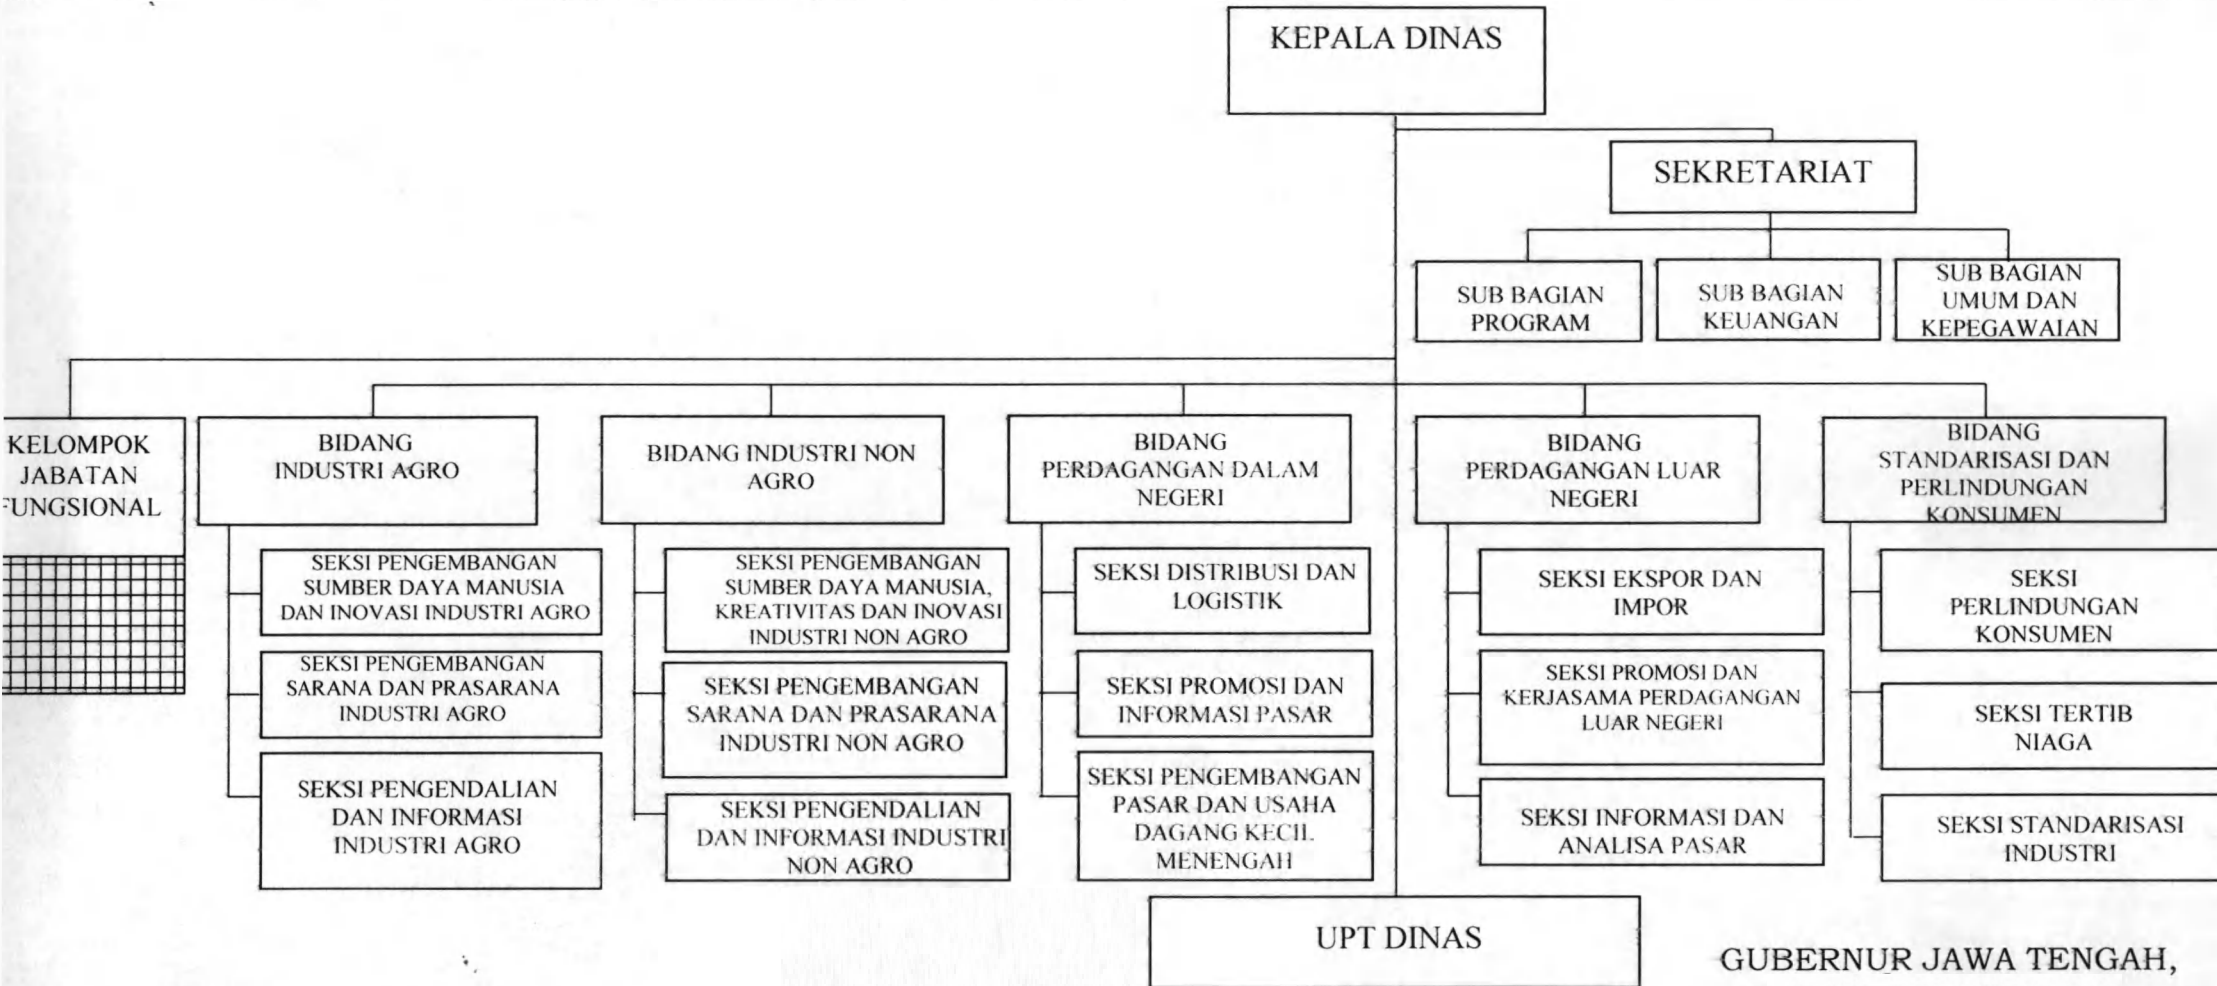 KEPALA DINAS
SEKRETARIAT
SUB BAGIAN
PROGRAM
SUB BAGIAN
KEUANGAN
SUB BAGIAN
UMUM DAN
KEPEGAWAIAN
KELOMPOK
JABATAN
FUNGSIONAL
BIDANG
INDUSTRI AGRO
SEKSI PENGEMBANGAN
SUMBER DAYA MANUSIA
DAN INOVASI INDUSTRI AGRO
SEKSI PENGEMBANGAN
SARANA DAN PRASARANA
INDUSTRI AGRO
SEKSI PENGENDALIAN
DAN INFORMASI
INDUSTRI AGRO
BIDANG INDUSTRI NON
AGRO
SEKSI PENGEMBANGAN
SUMBER DAYA MANUSIA,
KREATIVITAS DAN INOVASI
INDUSTRI NON AGRO
SEKSI PENGEMBANGAN
SARANA DAN PRASARANA
INDUSTRI NON AGRO
SEKSI PENGENDALIAN
DAN INFORMASI INDUSTRI
NON AGRO
BIDANG
PERDAGANGAN DALAM
NEGERI
SEKSI DISTRIBUSI DAN
LOGISTIK
SEKSI PROMOSI DAN
INFORMASI PASAR
SEKSI PENGEMBANGAN
PASAR DAN USAHA
DAGANG KECIL
MENENGAH
BIDANG
PERDAGANGAN LUAR
NEGERI
SEKSI EKSPOR DAN
IMPOR
SEKSI PROMOSI DAN
KERJASAMA PERDAGANGAN
LUAR NEGERI
SEKSI INFORMASI DAN
ANALISA PASAR
BIDANG
STANDARISASI DAN
PERLINDUNGAN
KONSUMEN
SEKSI
PERLINDUNGAN
KONSUMEN
SEKSI TERTIB
NIAGA
SEKSI STANDARISASI
INDUSTRI
UPT DINAS
GUBERNUR JAWA TENGAH,